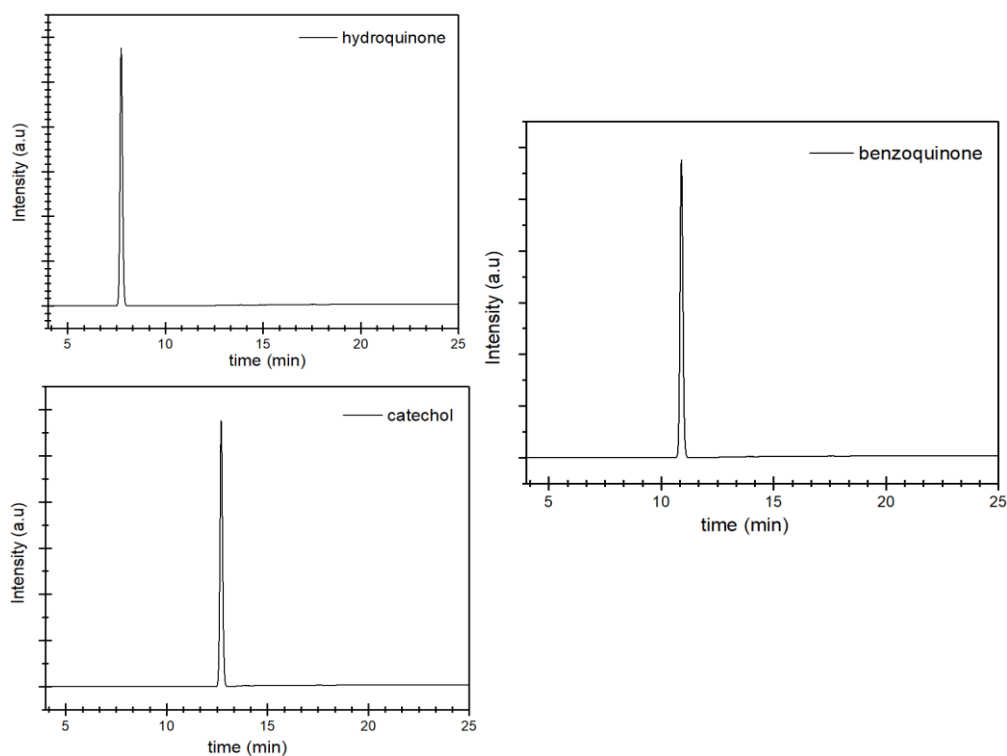 hydroquinone
Intensity (a.u)
5 10 15 20 25
time (min)
catechol
Intensity (a.u)
5 10 15 20 25
time (min)
benzoquinone
Intensity (a.u)
5 10 15 20 25
time (min)